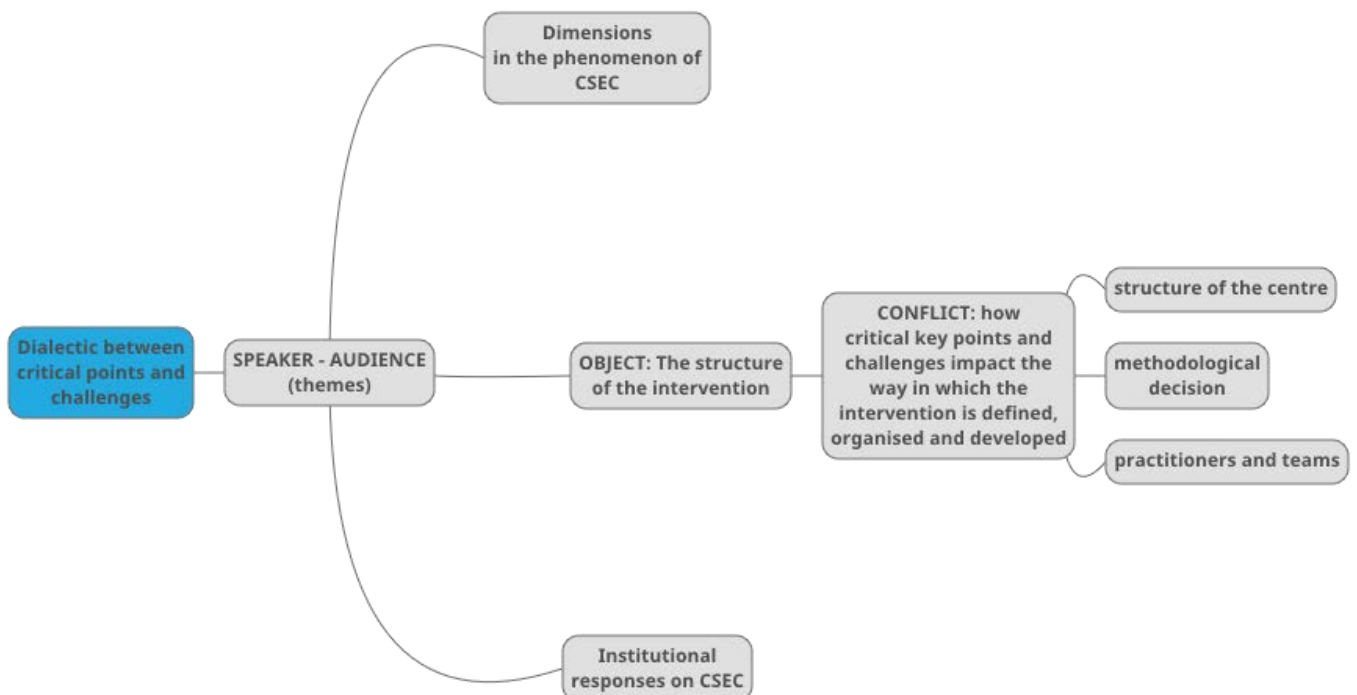 Dimensions
in the phenomenon of
CSEC
Dialectic between
critical points and
challenges
SPEAKER - AUDIENCE
(themes)
OBJECT: The structure
of the intervention
CONFLICT: how
critical key points and
challenges impact the
way in which the
intervention is defined,
organised and developed
structure of the centre
methodological
decision
practitioners and teams
Institutional
responses on CSEC